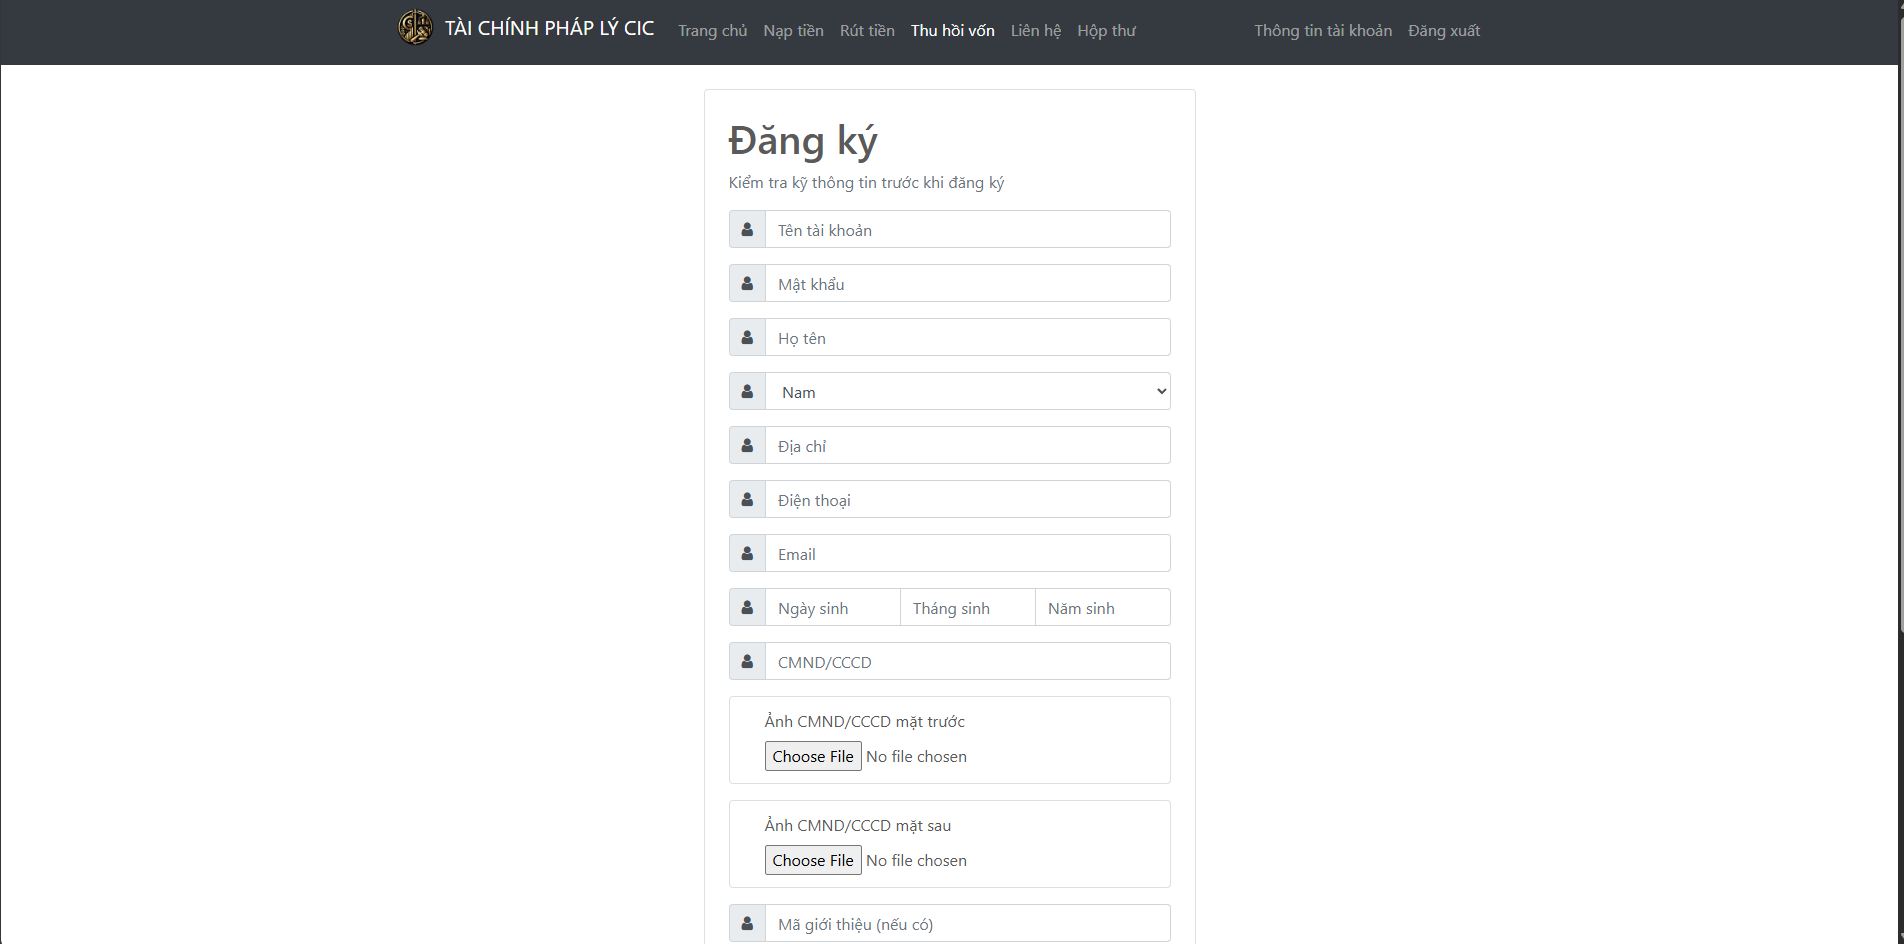 TÀI CHÍNH PHÁP LÝ CIC Trang chủ Nạp tiền Rút tiền Thu hồi vốn Liên hệ Hộp thư Thông tin tài khoản Đăng xuất
Đăng ký
Kiểm tra kỹ thông tin trước khi đăng ký
Tên tài khoản
Mật khẩu
Họ tên
Nam
Địa chỉ
Điện thoại
Email
Ngày sinh Tháng sinh Năm sinh
CMND/CCCD
Ảnh CMND/CCCD mặt trước
Choose File No file chosen
Ảnh CMND/CCCD mặt sau
Choose File No file chosen
Mã giới thiệu (nếu có)